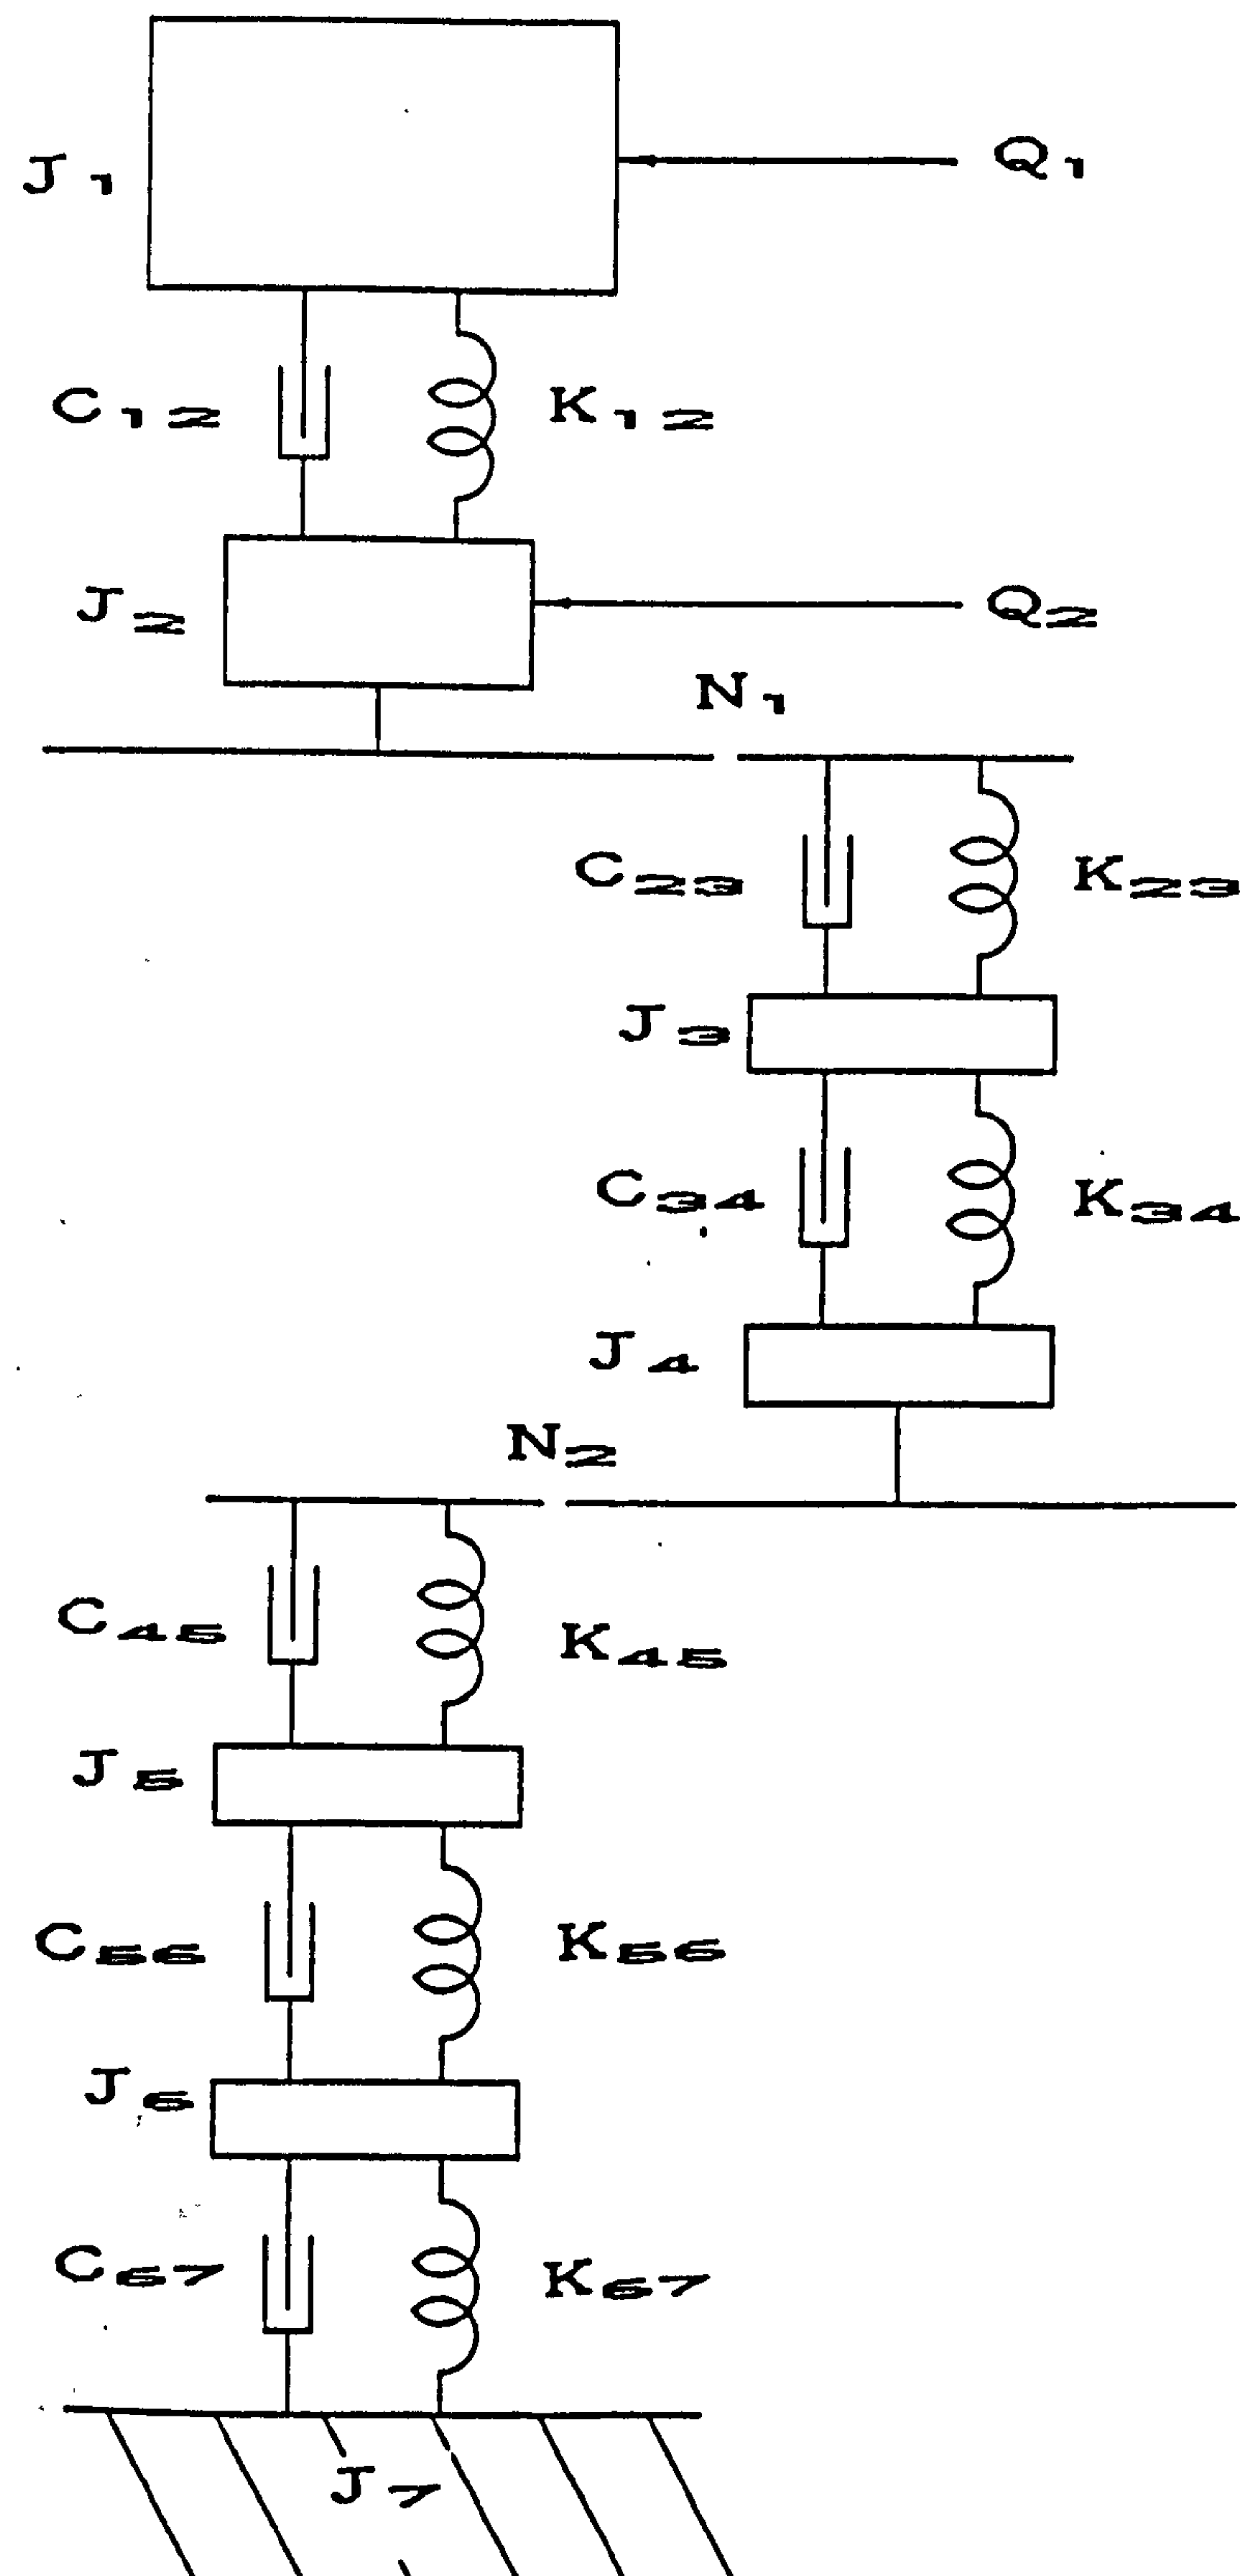 J₁
Q₁
C₁₂
K₁₂
J₂
Q₂
N₁
C₂₃
K₂₃
J₃
C₃₄
K₃₄
J₄
N₂
C₄₅
K₄₅
J₅
C₅₆
K₅₆
J₆
C₆₇
K₆₇
J₇